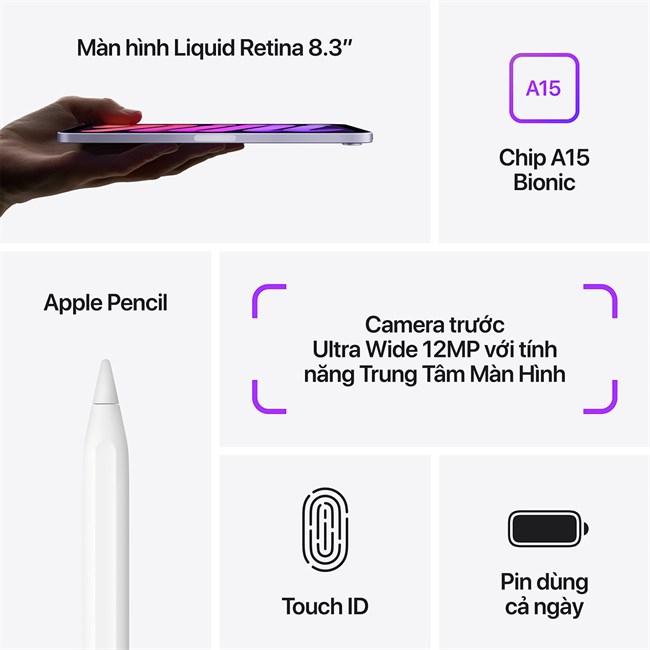 Màn hình Liquid Retina 8.3″
A15
Chip A15
Bionic
Apple Pencil
Camera trước
Ultra Wide 12MP với tính
năng Trung Tâm Màn Hình
Touch ID
Pin dùng
cả ngày